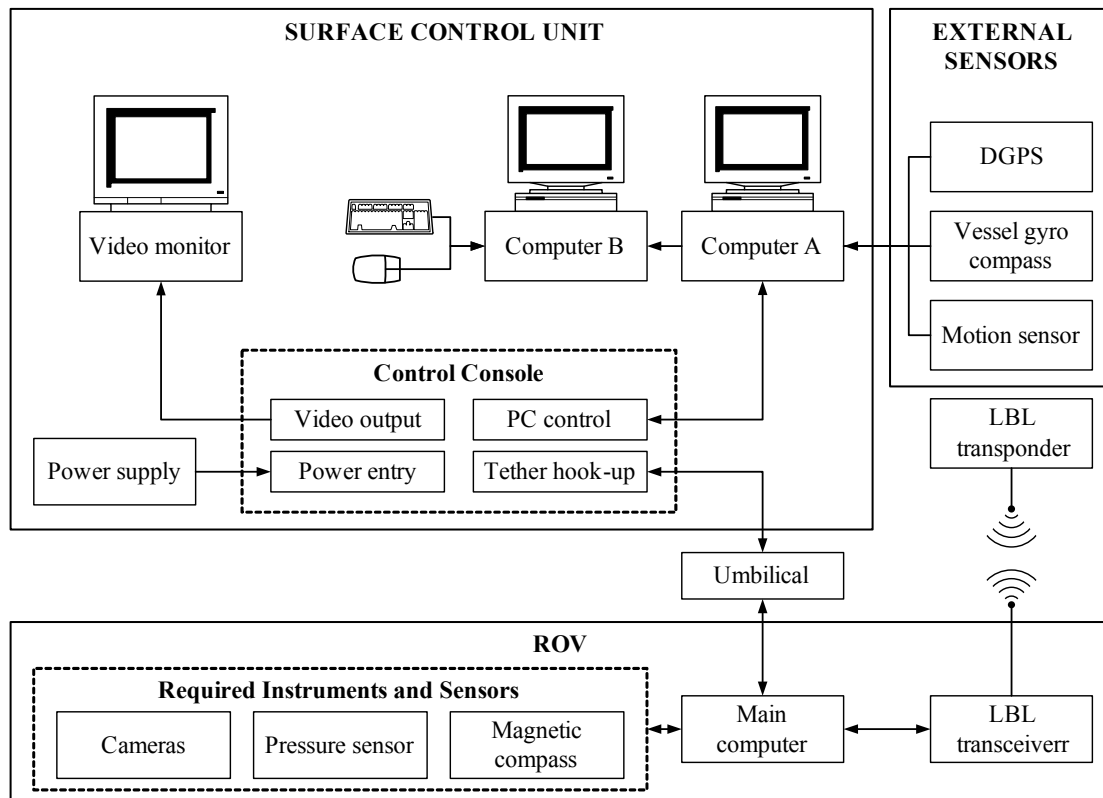 SURFACE CONTROL UNIT
EXTERNAL
SENSORS
Video monitor
Computer B
Computer A
DGPS
Vessel gyro
compass
Motion sensor
Control Console
Video output
PC control
Power supply
Power entry
Tether hook-up
LBL
transponder
Umbilical
ROV
Required Instruments and Sensors
Cameras
Pressure sensor
Magnetic
compass
Main
computer
LBL
transceiverr